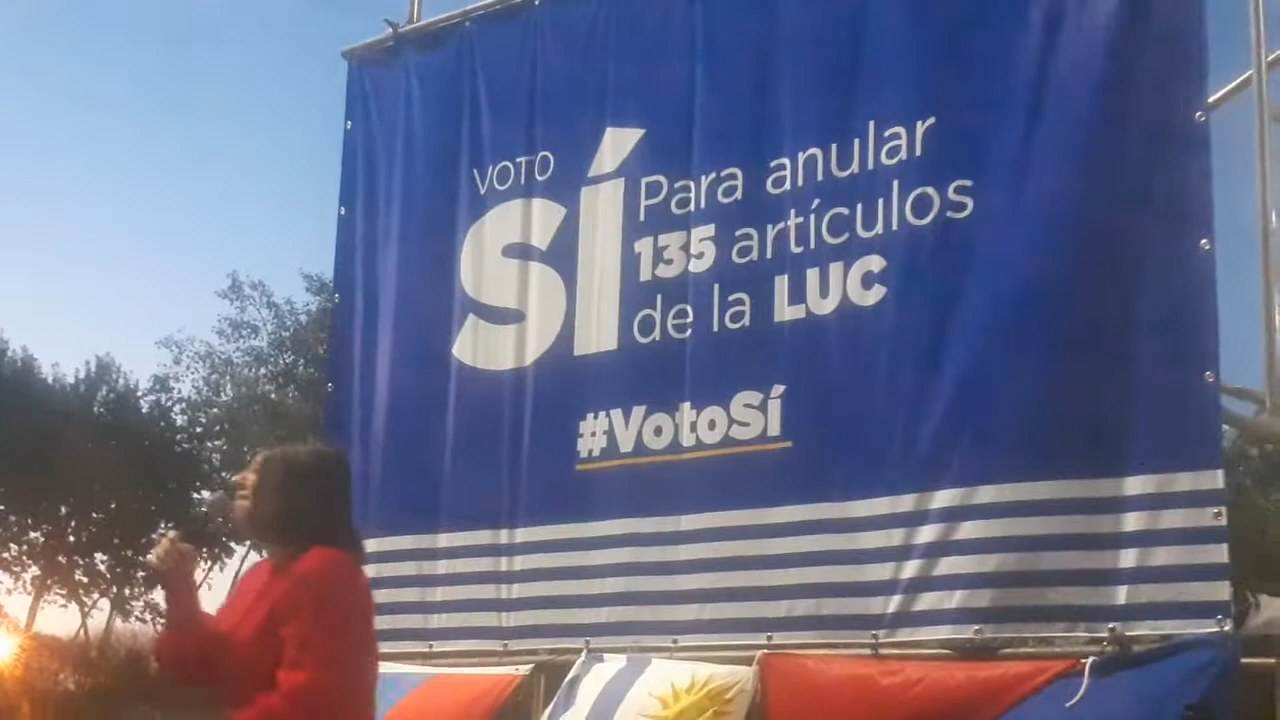 VOTO
SÍ
Para anular
135 artículos
de la LUC
#VotoSí